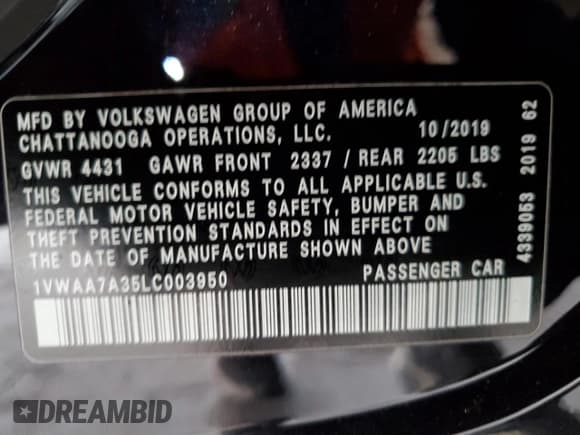 MFD BY VOLKSWAGEN GROUP OF AMERICA
CHATTANOOGA OPERATIONS, LLC. 10/2019
GVWR 4431 GAWR FRONT 2337 / REAR 2205 LBS
THIS VEHICLE CONFORMS TO ALL APPLICABLE U.S.
FEDERAL MOTOR VEHICLE SAFETY, BUMPER AND
THEFT PREVENTION STANDARDS IN EFFECT ON
THE DATE OF MANUFACTURE SHOWN ABOVE
1VWAA7A35LC003950 PASSENGER CAR
4339053 2019 62
DREAMBID